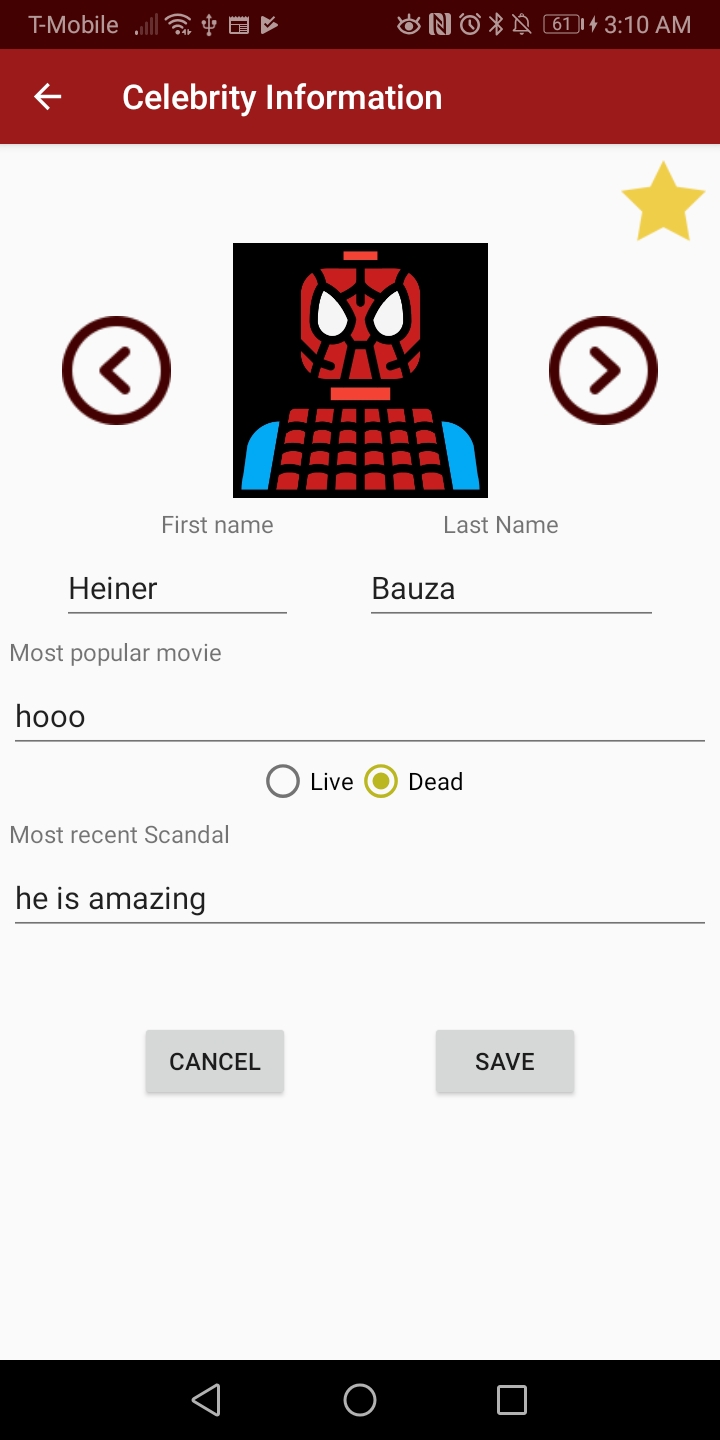 T-Mobile 61 3:10 AM
Celebrity Information
First name Last Name
Heiner Bauza
Most popular movie
hooo
Live Dead
Most recent Scandal
he is amazing
CANCEL SAVE